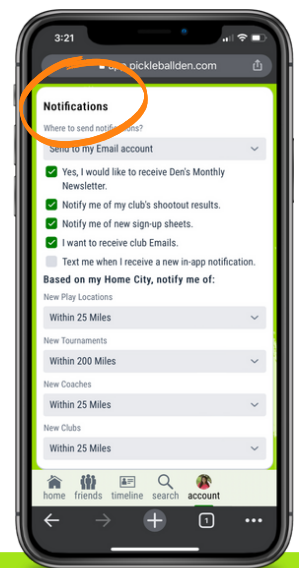 3:21
.pickleballden.com
Notifications
Where to send notifications?
Send to my Email account
Yes, I would like to receive Den's Monthly
Newsletter.
Notify me of my club's shootout results.
Notify me of new sign-up sheets.
I want to receive club Emails.
Text me when I receive a new in-app notification.
Based on my Home City, notify me of:
New Play Locations
Within 25 Miles
New Tournaments
Within 200 Miles
New Coaches
Within 25 Miles
New Clubs
Within 25 Miles
home friends timeline search account
1